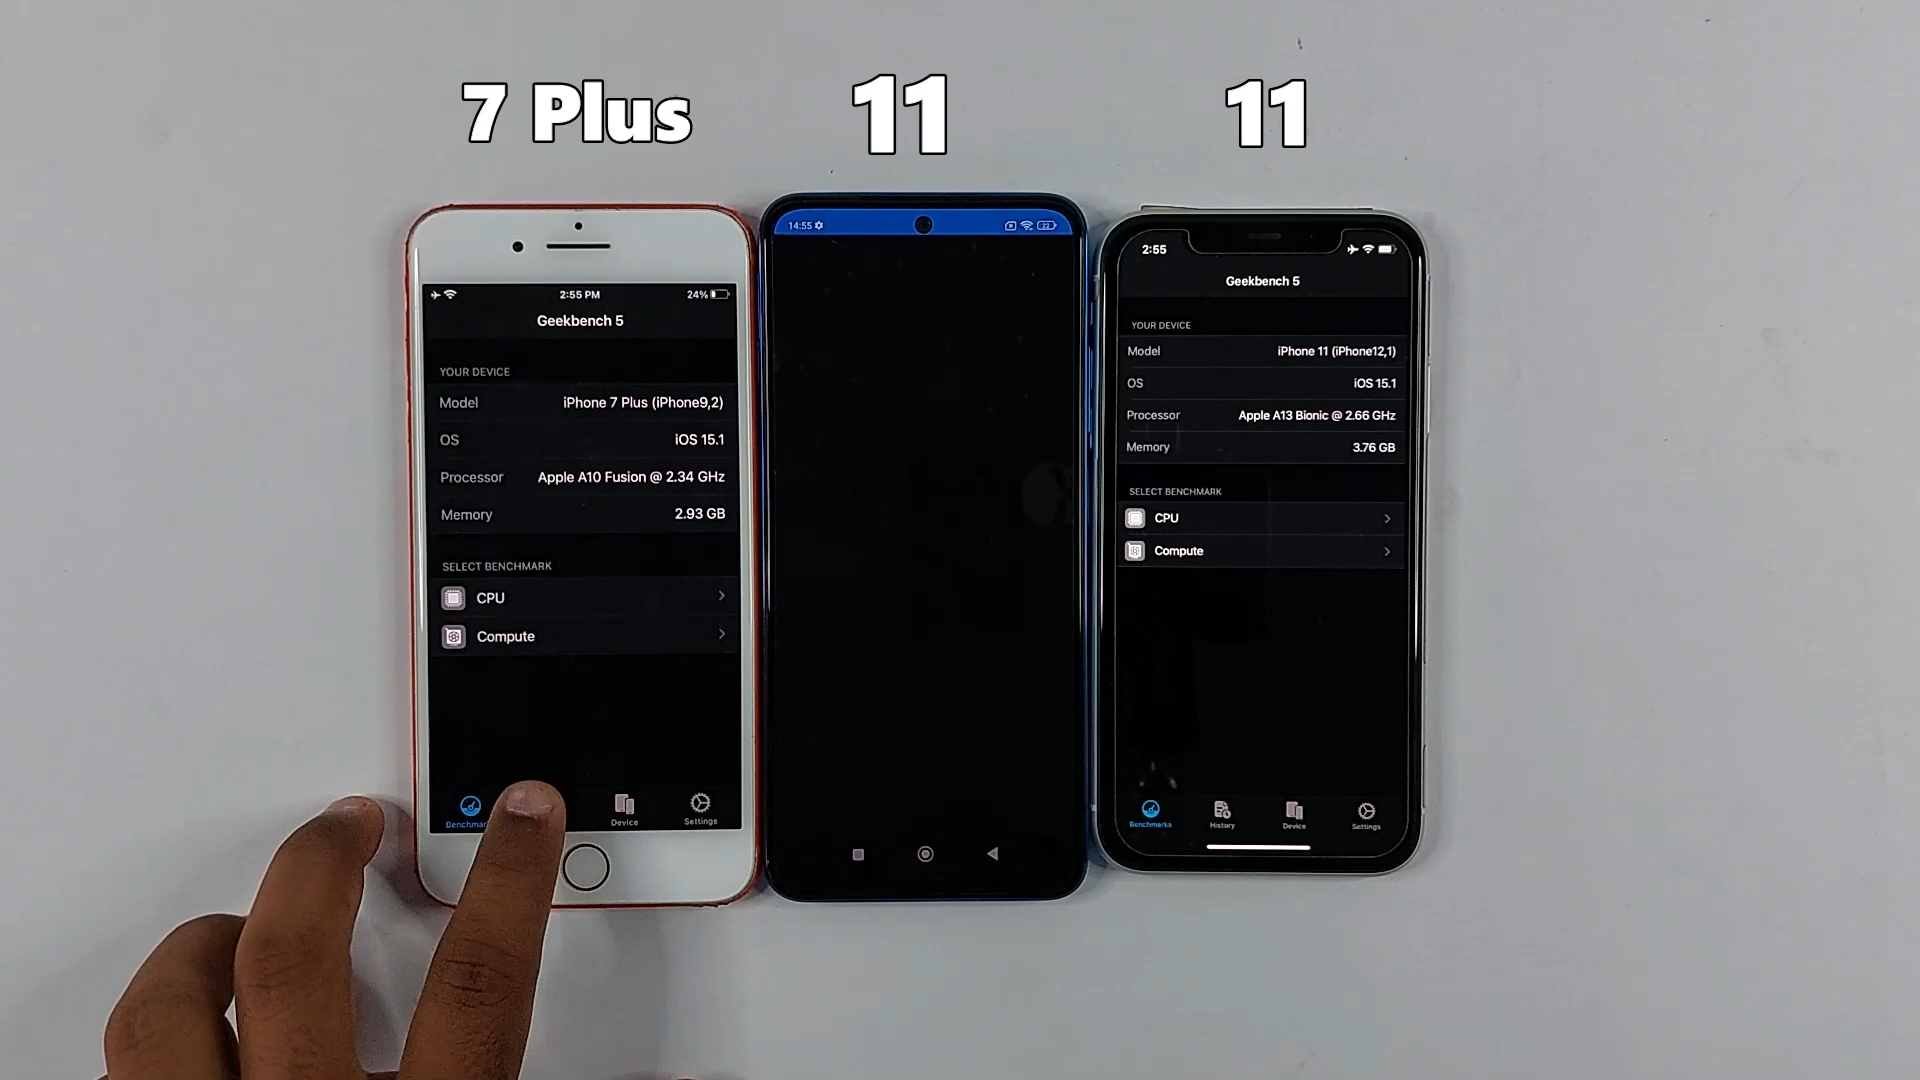 7 Plus
11
11
2:55 PM
24%
Geekbench 5
YOUR DEVICE
Model
iPhone 7 Plus (iPhone9,2)
OS
iOS 15.1
Processor
Apple A10 Fusion @ 2.34 GHz
Memory
2.93 GB
SELECT BENCHMARK
CPU
Compute
Benchmar
Device
Settings
14:55
22
2:55
Geekbench 5
YOUR DEVICE
Model
iPhone 11 (iPhone12,1)
OS
iOS 15.1
Processor
Apple A13 Bionic @ 2.66 GHz
Memory
3.76 GB
SELECT BENCHMARK
CPU
Compute
Benchmarks
History
Device
Settings